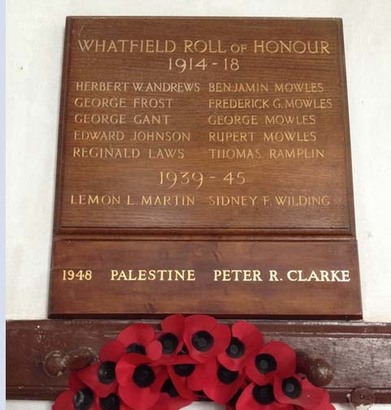 WHATFIELD ROLL OF HONOUR
1914-18
HERBERT W. ANDREWS BENJAMIN MOWLES
GEORGE FROST FREDERICK G. MOWLES
GEORGE GANT GEORGE MOWLES
EDWARD JOHNSON RUPERT MOWLES
REGINALD LAWS THOMAS RAMPLIN
1939-45
LEMON L. MARTIN SIDNEY F. WILDING
1948 PALESTINE PETER R. CLARKE